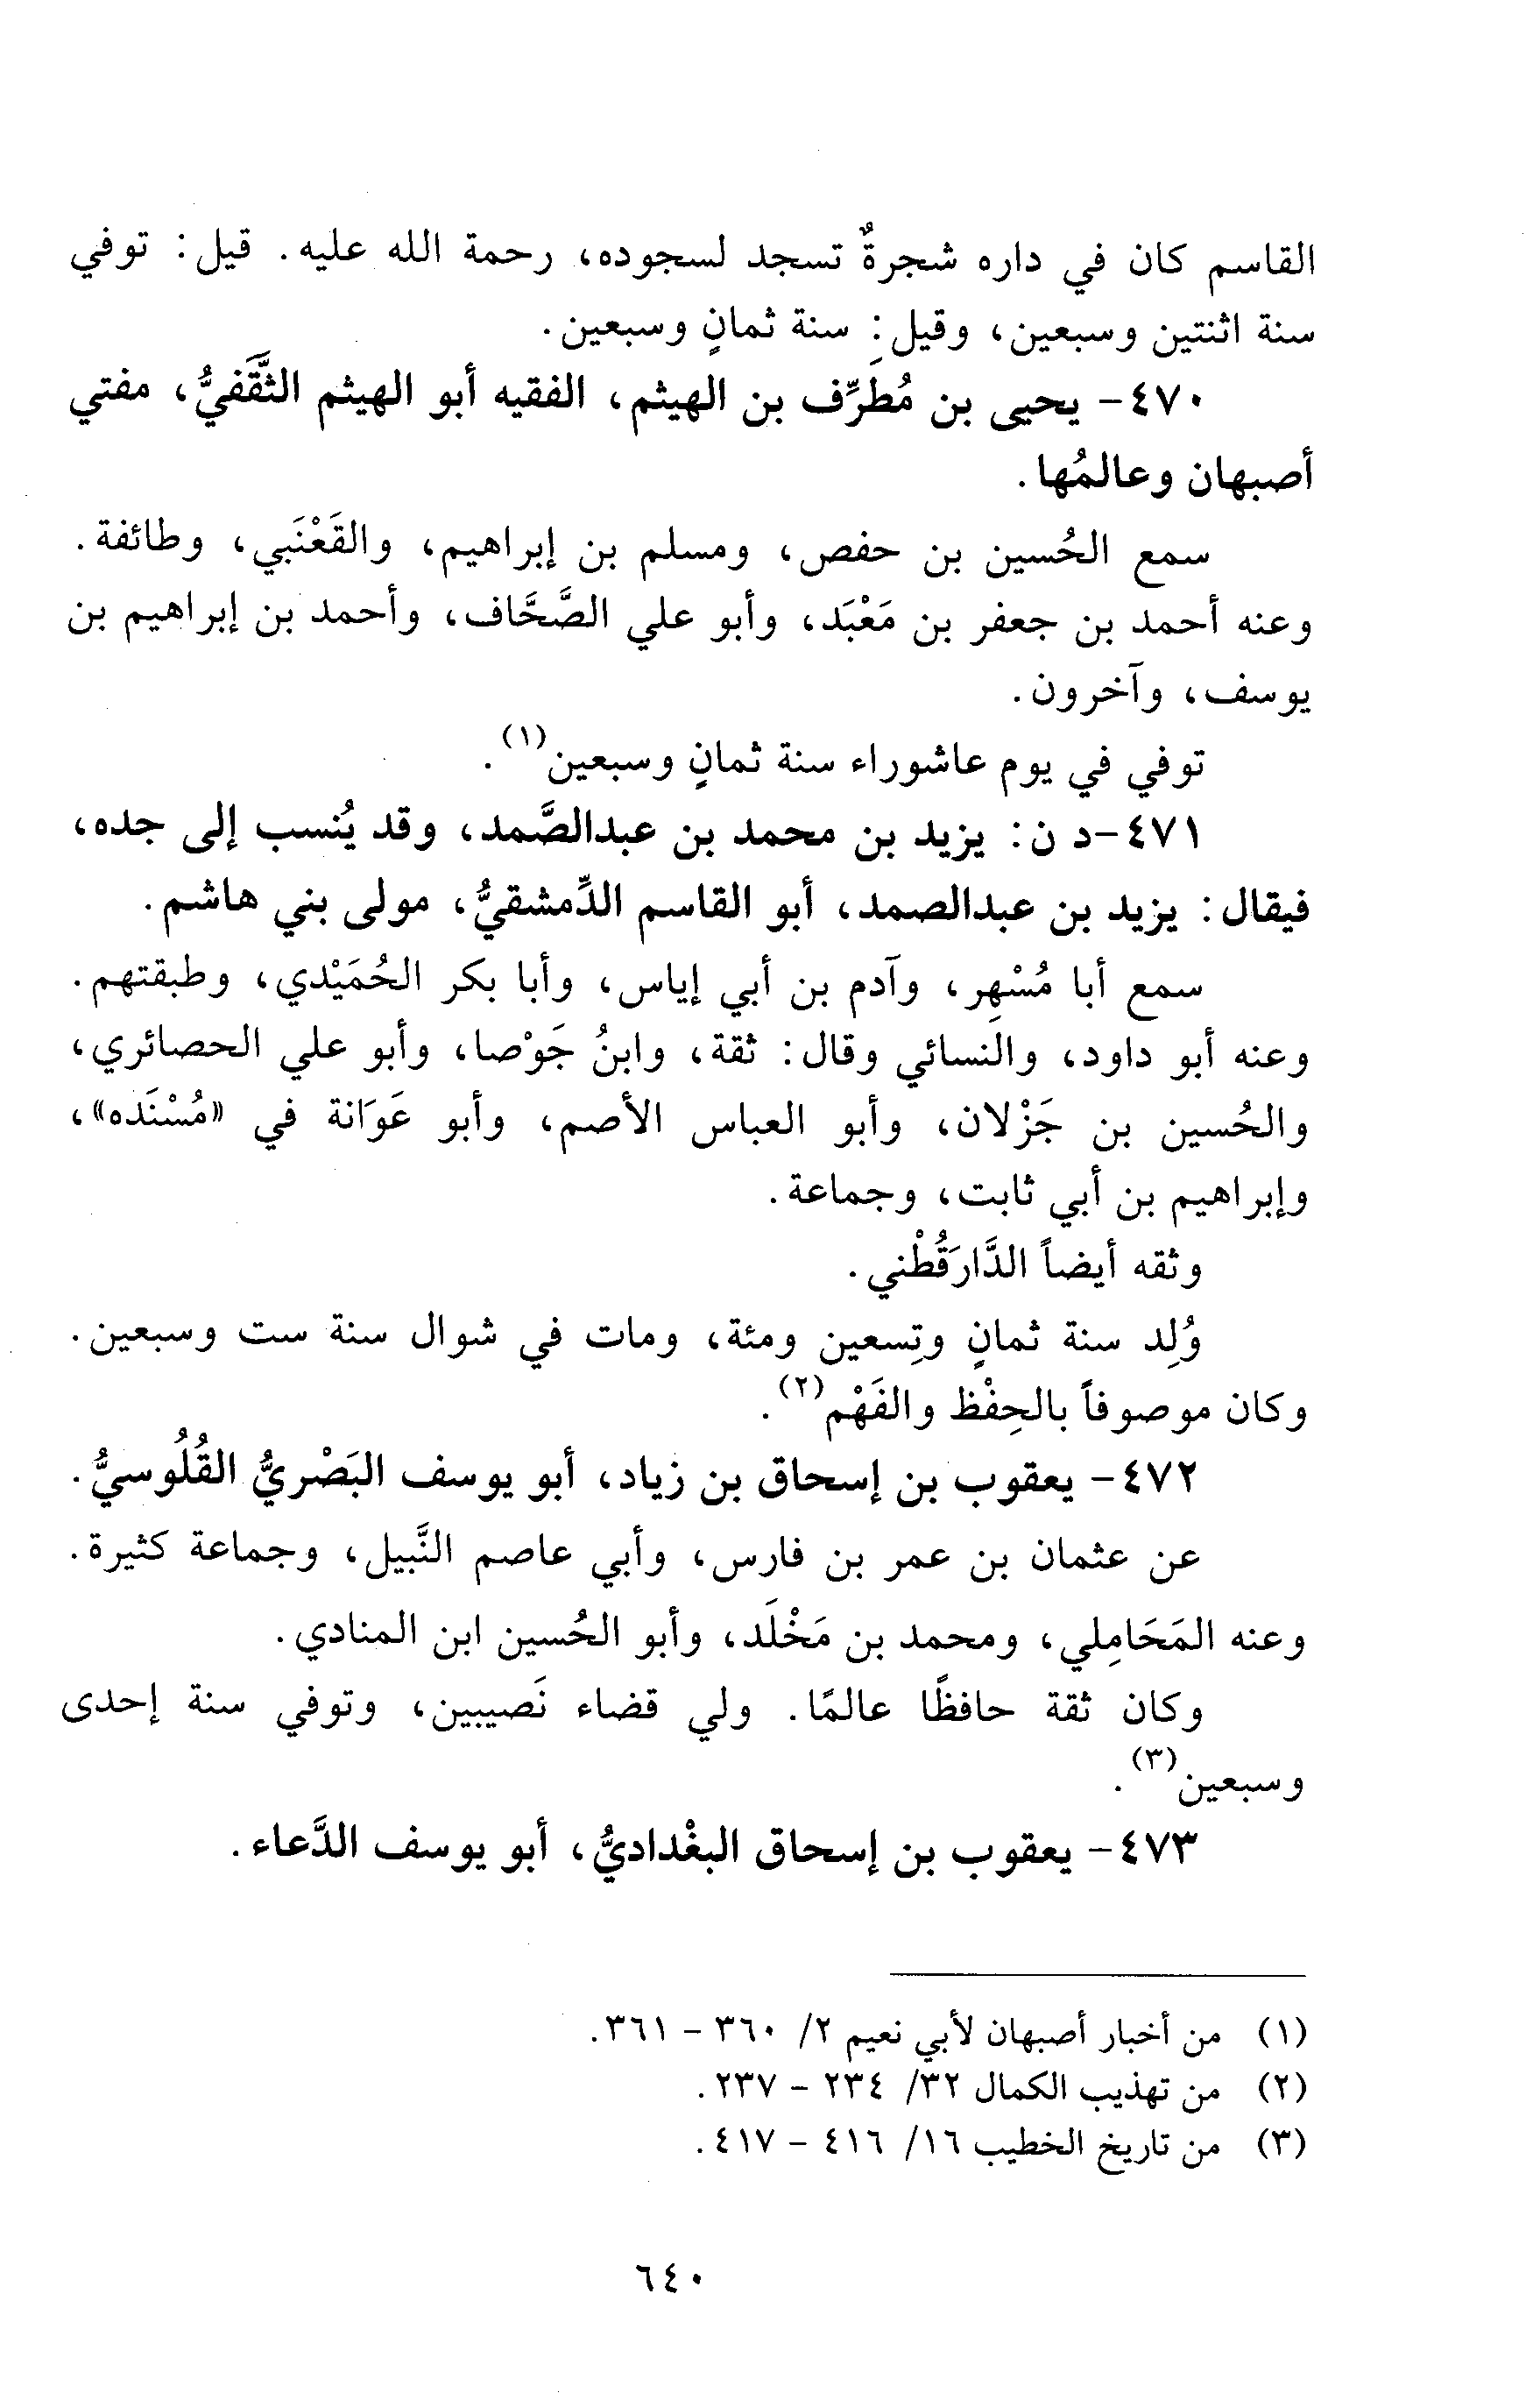 القاسم كان في داره شجرةٌ تسجد لسجوده، رحمة الله عليه. قيل: توفي
سنة اثنتين وسبعين، وقيل: سنة ثمانٍ وسبعين.
٤٧٠- يحيى بن مُطرِّف بن الهيثم، الفقيه أبو الهيثم الثَّقَفيُّ، مفتي
أصبهان وعالمُها.
سمع الحُسين بن حفص، ومسلم بن إبراهيم، والقَعْنَبي، وطائفة.
وعنه أحمد بن جعفر بن مَعْبَد، وأبو علي الصَّحَّاف، وأحمد بن إبراهيم بن
يوسف، وآخرون.
توفي في يوم عاشوراء سنة ثمانٍ وسبعين(١).
٤٧١-د ن: يزيد بن محمد بن عبدالصَّمد، وقد يُنسب إلى جده،
فيقال: يزيد بن عبدالصمد، أبو القاسم الدِّمشقيُّ، مولى بني هاشم.
سمع أبا مُسْهِر، وآدم بن أبي إياس، وأبا بكر الحُمَيْدي، وطبقتهم.
وعنه أبو داود، والنسائي وقال: ثقة، وابنُ جَوْصا، وأبو علي الحصائري،
والحُسين بن جَزْلان، وأبو العباس الأصم، وأبو عَوَانة في «مُسْنَده»،
وإبراهيم بن أبي ثابت، وجماعة.
وثقه أيضاً الدَّارَقُطْني.
وُلِد سنة ثمانٍ وتِسعين ومئة، ومات في شوال سنة ست وسبعين.
وكان موصوفاً بالحِفْظ والفَهْم(٢).
٤٧٢- يعقوب بن إسحاق بن زياد، أبو يوسف البَصْريُّ القُلُوسيُّ.
عن عثمان بن عمر بن فارس، وأبي عاصم النَّبيل، وجماعة كثيرة.
وعنه المَحَامِلي، ومحمد بن مَخْلَد، وأبو الحُسين ابن المنادي.
وكان ثقة حافظًا عالمًا. ولي قضاء نَصيبين، وتوفي سنة إحدى
وسبعين(٣).
٤٧٣- يعقوب بن إسحاق البغْداديُّ، أبو يوسف الدَّعاء.
(١) من أخبار أصبهان لأبي نعيم ٢/ ٣٦٠ - ٣٦١.
(٢) من تهذيب الكمال ٣٢/ ٢٣٤ - ٢٣٧.
(٣) من تاريخ الخطيب ١٦/ ٤١٦ - ٤١٧.
٦٤٠